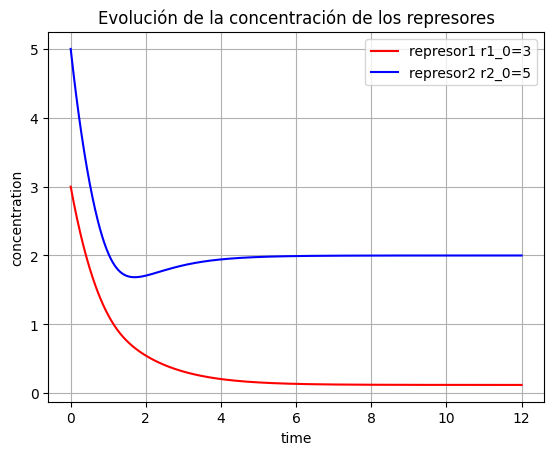 Evolución de la concentración de los represores
represor1 r1_0=3
represor2 r2_0=5
concentration
5
4
3
2
1
0
0 2 4 6 8 10 12
time